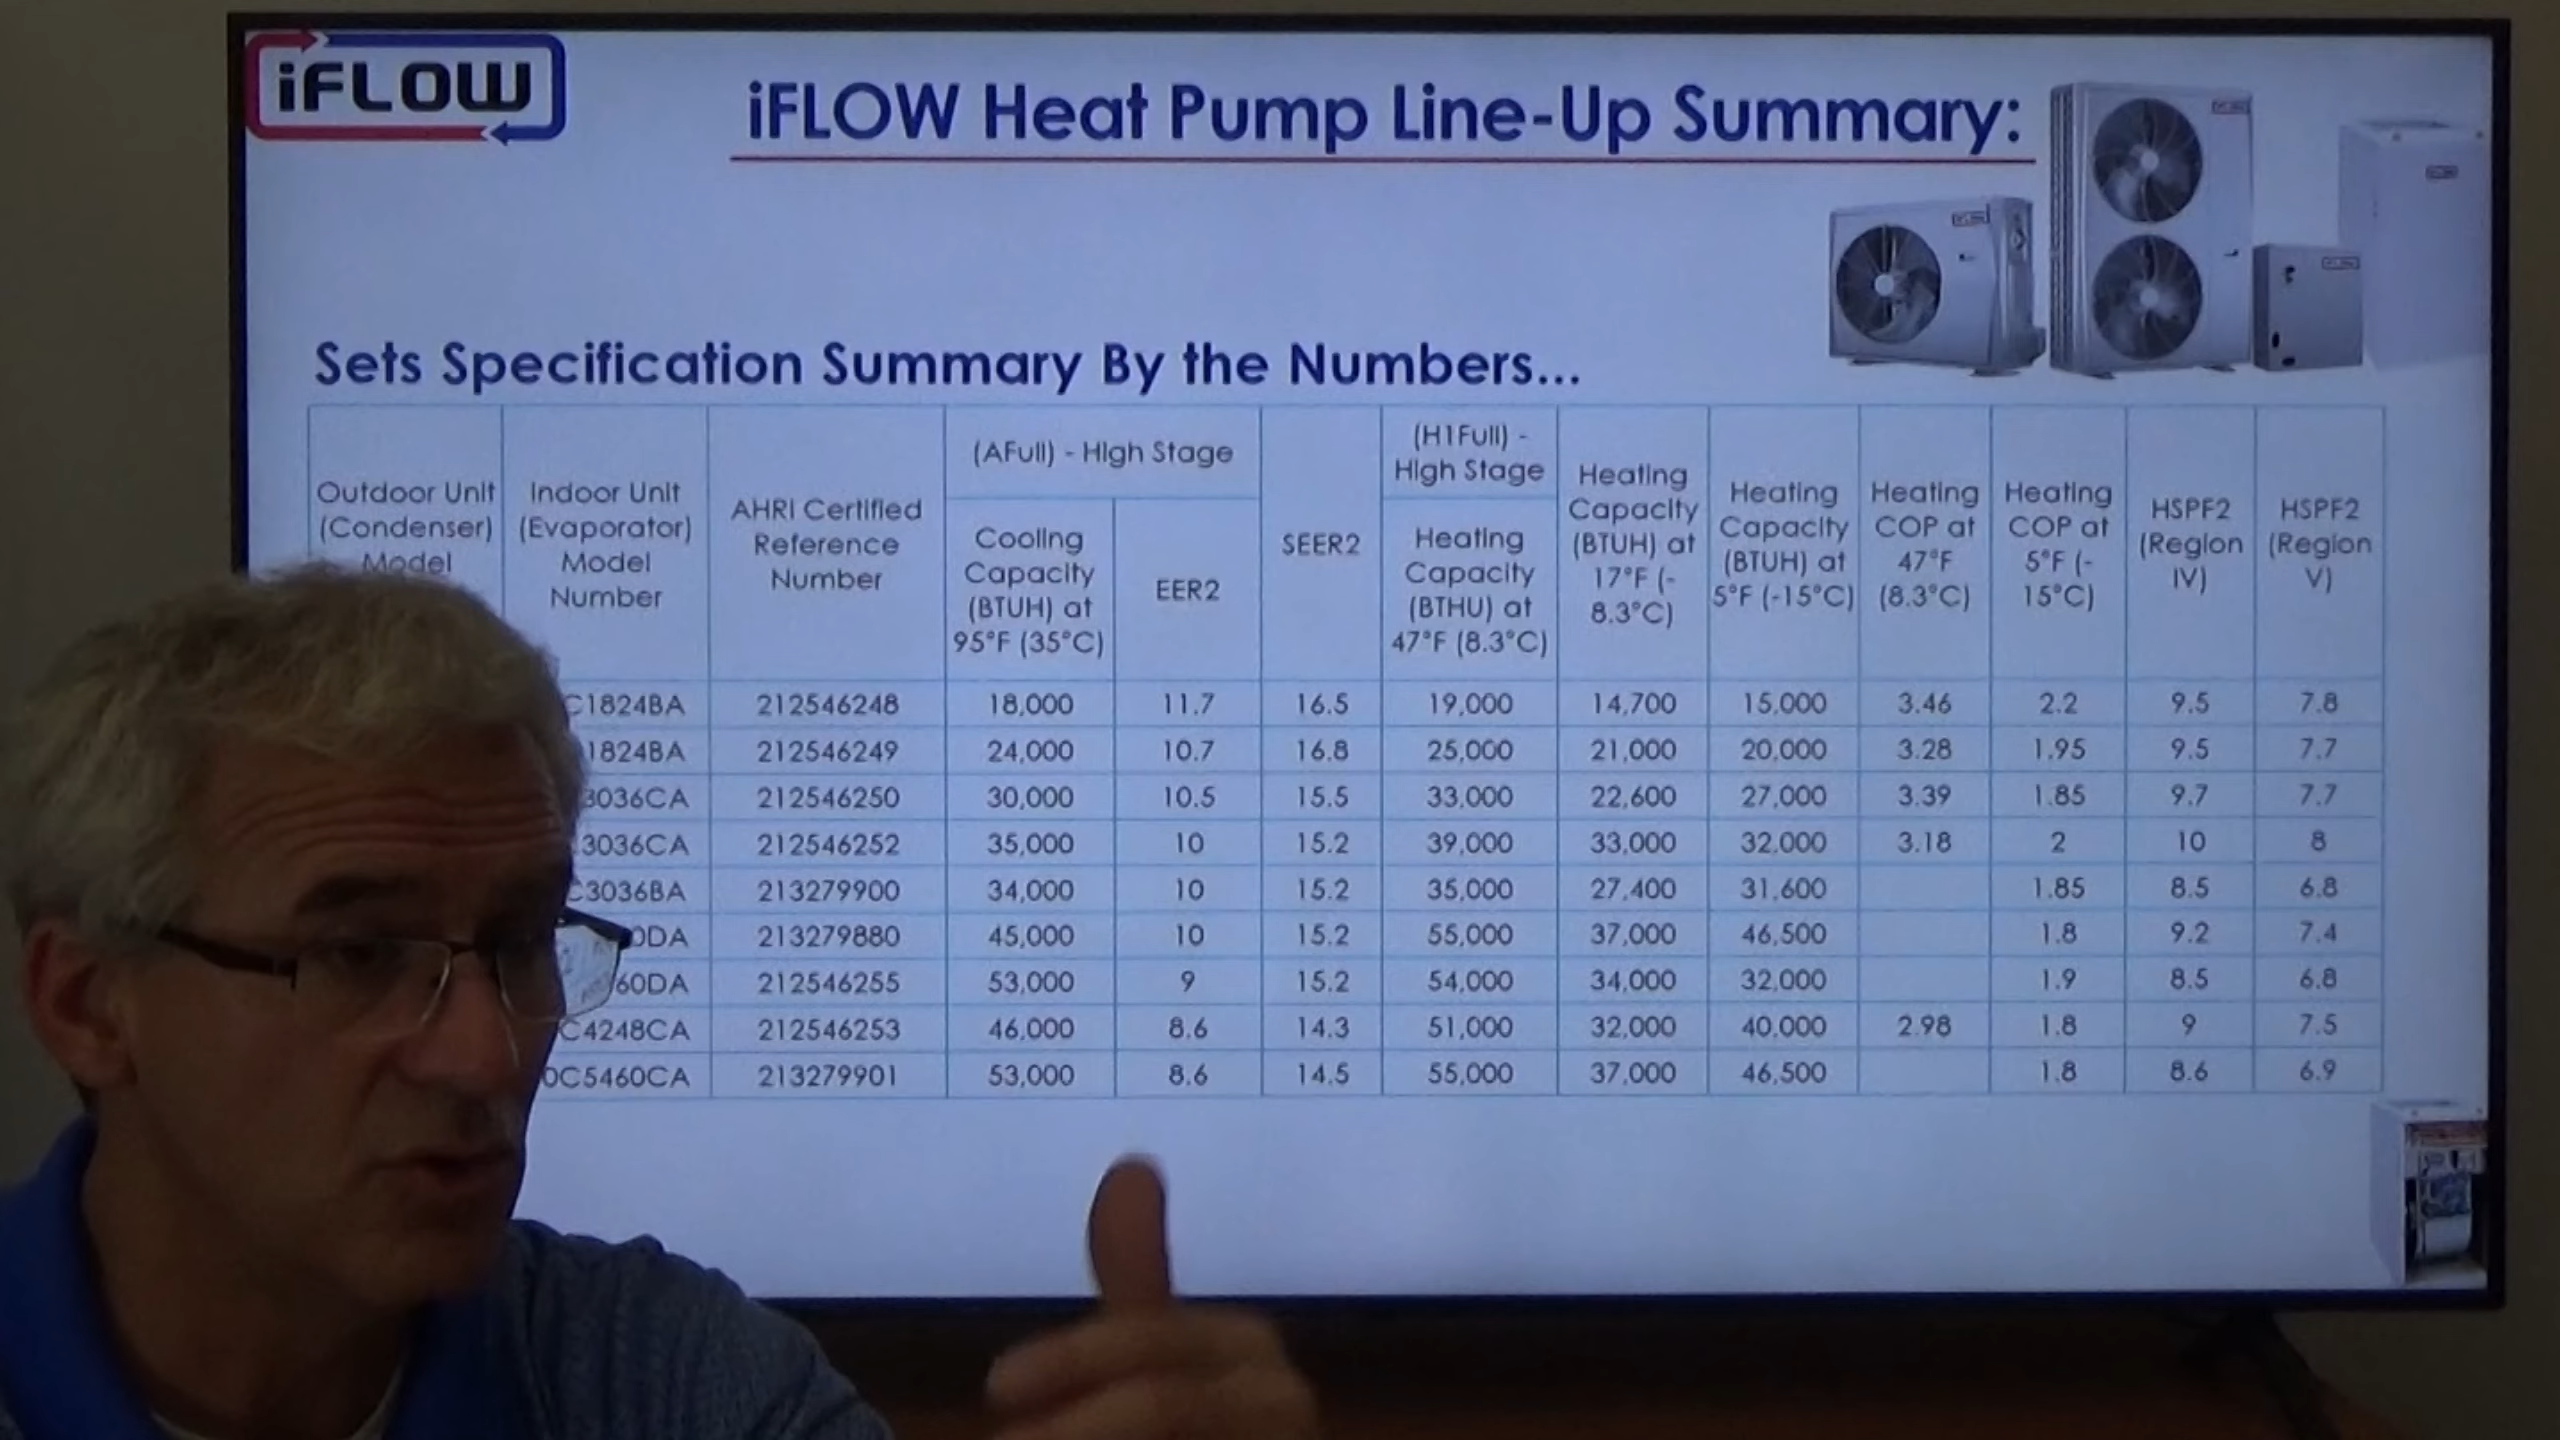 iFLOW
iFLOW Heat Pump Line-Up Summary:
Sets Specification Summary By the Numbers...
Outdoor Unit (Condenser) Model
Indoor Unit (Evaporator) Model Number
AHRI Certified Reference Number
(AFull) - High Stage
Cooling Capacity (BTUH) at 95°F (35°C)
EER2
SEER2
(H1Full) - High Stage
Heating Capacity (BTHU) at 47°F (8.3°C)
Heating Capacity (BTUH) at 17°F (-8.3°C)
Heating Capacity (BTUH) at 5°F (-15°C)
Heating COP at 47°F (8.3°C)
Heating COP at 5°F (-15°C)
HSPF2 (Region IV)
HSPF2 (Region V)
C1824BA 212546248 18,000 11.7 16.5 19,000 14,700 15,000 3.46 2.2 9.5 7.8
1824BA 212546249 24,000 10.7 16.8 25,000 21,000 20,000 3.28 1.95 9.5 7.7
3036CA 212546250 30,000 10.5 15.5 33,000 22,600 27,000 3.39 1.85 9.7 7.7
3036CA 212546252 35,000 10 15.2 39,000 33,000 32,000 3.18 2 10 8
C3036BA 213279900 34,000 10 15.2 35,000 27,400 31,600 1.85 8.5 6.8
0DA 213279880 45,000 10 15.2 55,000 37,000 46,500 1.8 9.2 7.4
60DA 212546255 53,000 9 15.2 54,000 34,000 32,000 1.9 8.5 6.8
C4248CA 212546253 46,000 8.6 14.3 51,000 32,000 40,000 2.98 1.8 9 7.5
0C5460CA 213279901 53,000 8.6 14.5 55,000 37,000 46,500 1.8 8.6 6.9